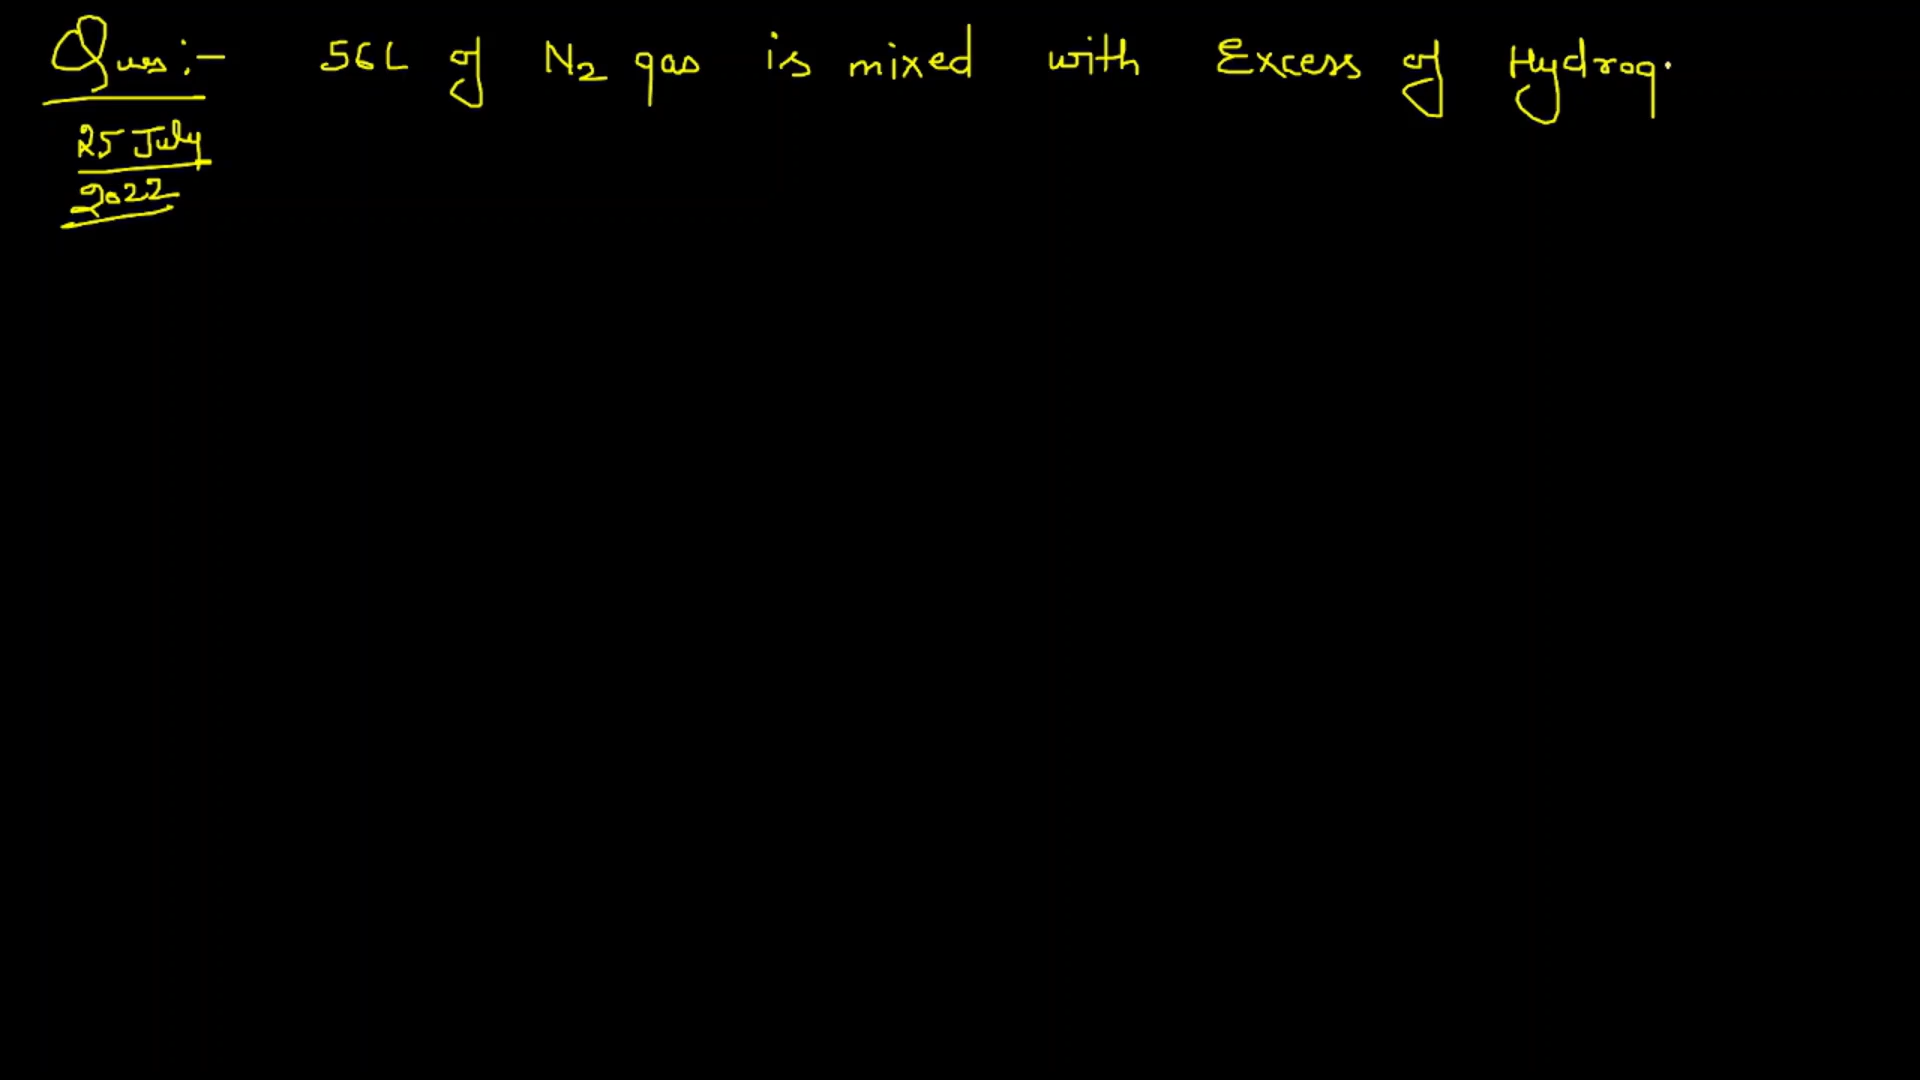 Ques:- 56L of N2 gas is mixed with Excess of Hydrog.
25 July
2022